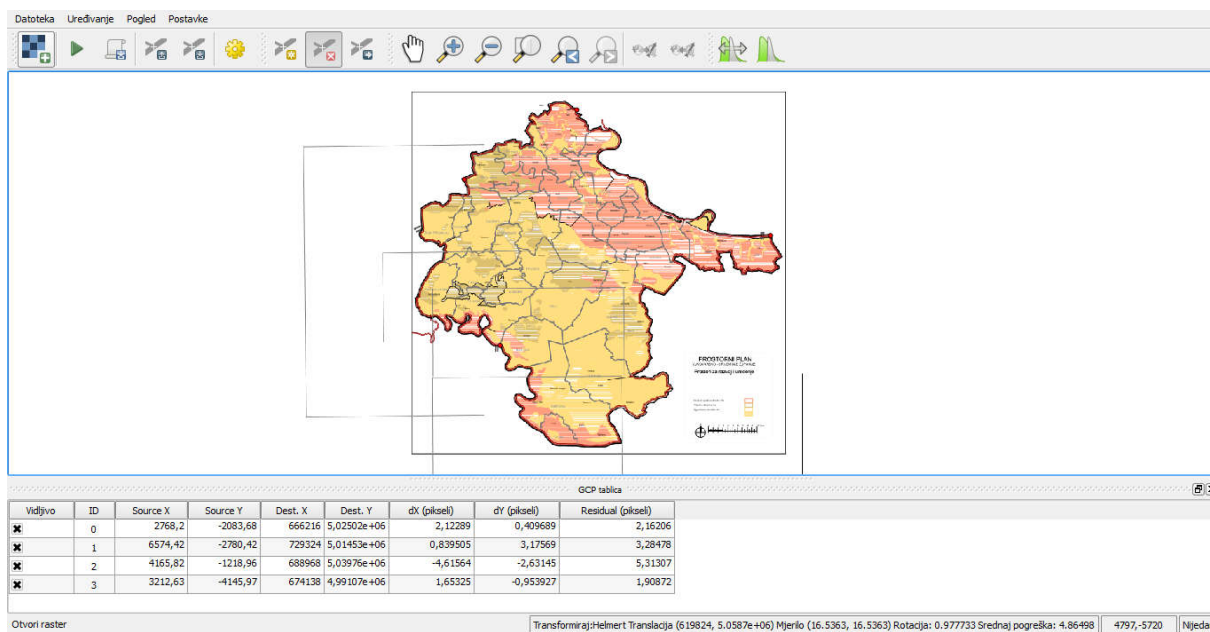 Datoteka Uređivanje Pogled Postavke
PROSTORNI PLAN
Prostori za razvoj i uređenje
GCP tablica
Vidljivo ID Source X Source Y Dest. X Dest. Y dX (pikseli) dY (pikseli) Residual (pikseli)
0 2768,2 -2083,68 666216 5,02502e+06 2,12289 0,409689 2,16206
1 6574,42 -2780,42 729324 5,01453e+06 0,839505 3,17569 3,28478
2 4165,82 -1218,96 688968 5,03976e+06 -4,61564 -2,63145 5,31307
3 3212,63 -4145,97 674138 4,99107e+06 1,65325 -0,953927 1,90872
Otvori raster Transformiraj:Helmert Translacija (619824, 5.0587e+06) Mjerilo (16.5363, 16.5363) Rotacija: 0.977733 Srednaj pogreška: 4.86498 4797,-5720 Nijeda